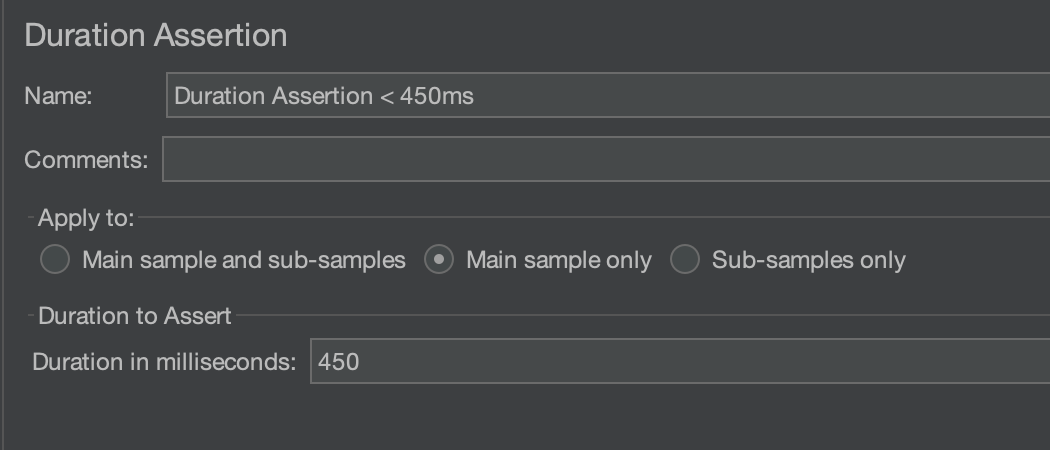 Duration Assertion
Name: Duration Assertion < 450ms
Comments:
Apply to:
Main sample and sub-samples Main sample only Sub-samples only
Duration to Assert
Duration in milliseconds: 450